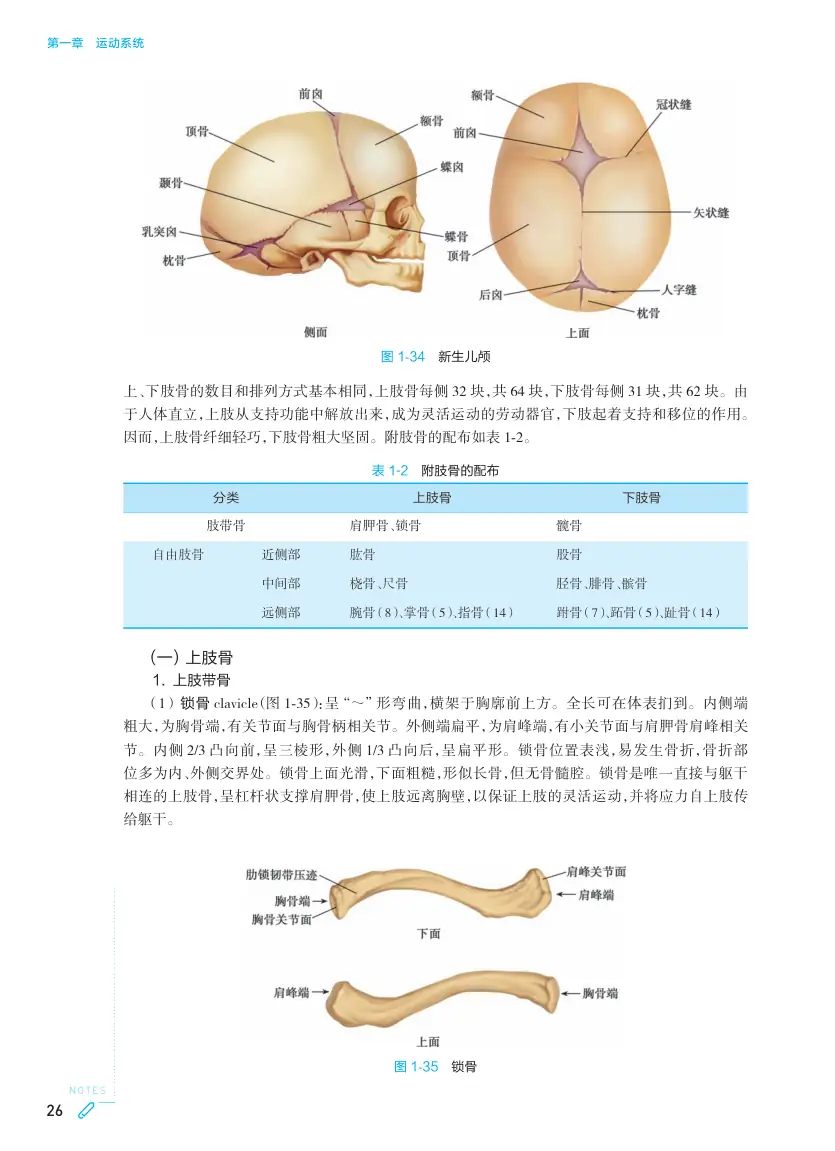 第一章 运动系统
前囟
额骨
顶骨
蝶囟
颞骨
乳突囟
蝶骨
枕骨
侧面
额骨
冠状缝
前囟
矢状缝
顶骨
后囟
人字缝
枕骨
上面
图 1-34 新生儿颅
上、下肢骨的数目和排列方式基本相同,上肢骨每侧 32 块,共 64 块,下肢骨每侧 31 块,共 62 块。由
于人体直立,上肢从支持功能中解放出来,成为灵活运动的劳动器官,下肢起着支持和移位的作用。
因而,上肢骨纤细轻巧,下肢骨粗大坚固。附肢骨的配布如表 1-2。
表 1-2 附肢骨的配布
分类 上肢骨 下肢骨
肢带骨 肩胛骨、锁骨 髋骨
自由肢骨 近侧部 肱骨 股骨
中间部 桡骨、尺骨 胫骨、腓骨、髌骨
远侧部 腕骨(8)、掌骨(5)、指骨(14) 跗骨(7)、跖骨(5)、趾骨(14)
(一)上肢骨
1. 上肢带骨
(1)锁骨 clavicle(图 1-35):呈 “～” 形弯曲,横架于胸廓前上方。全长可在体表扪到。内侧端
粗大,为胸骨端,有关节面与胸骨柄相关节。外侧端扁平,为肩峰端,有小关节面与肩胛骨肩峰相关
节。内侧 2/3 凸向前,呈三棱形,外侧 1/3 凸向后,呈扁平形。锁骨位置表浅,易发生骨折,骨折部
位多为内、外侧交界处。锁骨上面光滑,下面粗糙,形似长骨,但无骨髓腔。锁骨是唯一直接与躯干
相连的上肢骨,呈杠杆状支撑肩胛骨,使上肢远离胸壁,以保证上肢的灵活运动,并将应力自上肢传
给躯干。
肋锁韧带压迹
肩峰关节面
胸骨端
肩峰端
胸骨关节面
下面
肩峰端
胸骨端
上面
图 1-35 锁骨
NOTES
26